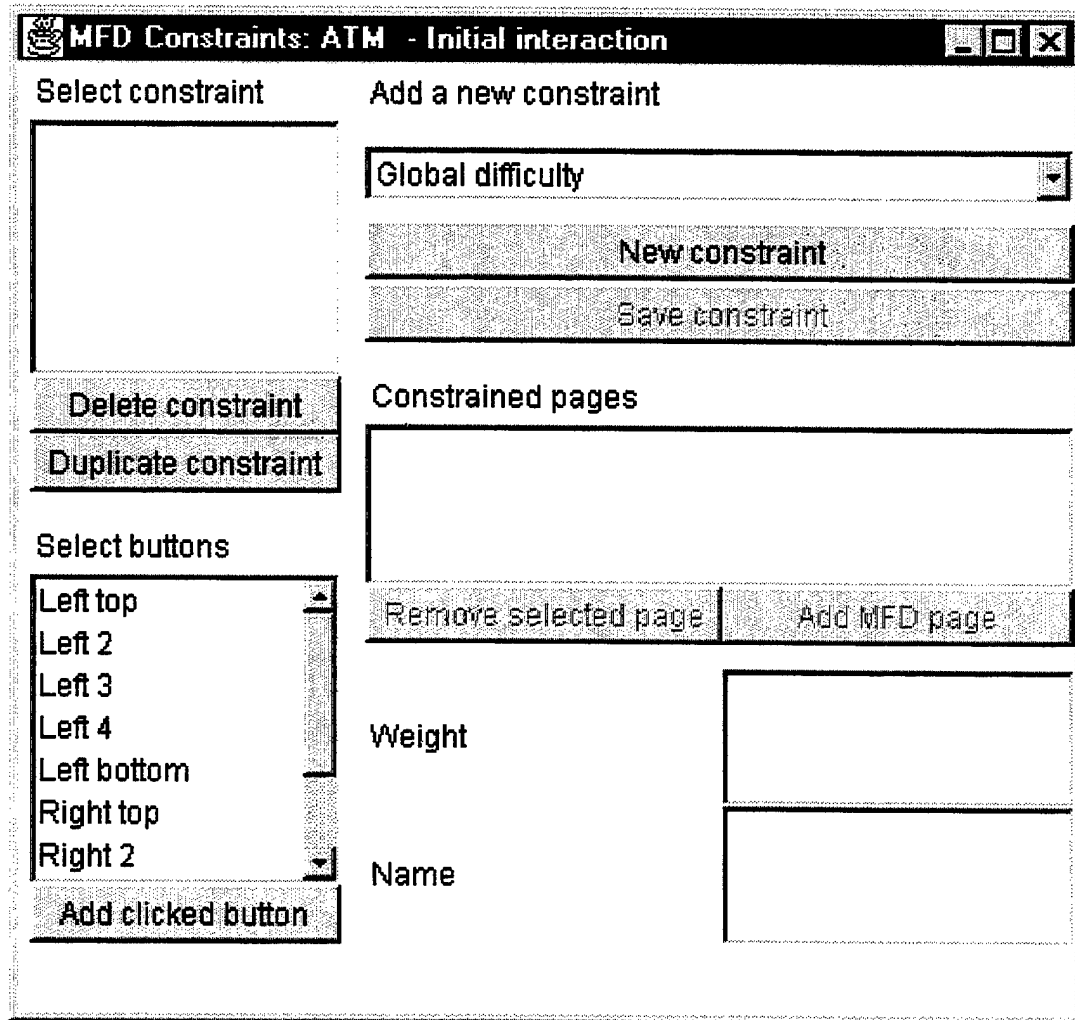 MFD Constraints: ATM - Initial interaction
Select constraint
Add a new constraint
Global difficulty
New constraint
Save constraint
Delete constraint
Duplicate constraint
Constrained pages
Remove selected page
Add MFD page
Select buttons
Left top
Left 2
Left 3
Left 4
Left bottom
Right top
Right 2
Add clicked button
Weight
Name